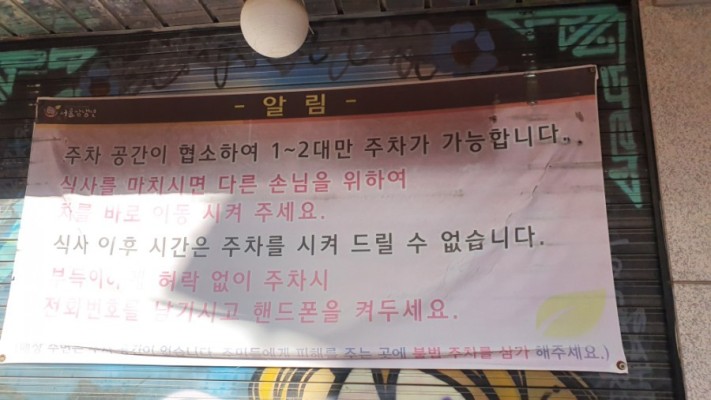 - 알 림 -
주차 공간이 협소하여 1~2대만 주차가 가능합니다.
식사를 마치시면 다른 손님을 위하여
차를 바로 이동 시켜 주세요.
식사 이후 시간은 주차를 시켜 드릴 수 없습니다.
허락 없이 주차시
전화번호를 남기시고 핸드폰을 켜두세요.
없습니다. 주민들에게 피해를 주는 곳에 불법 주차를 삼가 해주세요.)